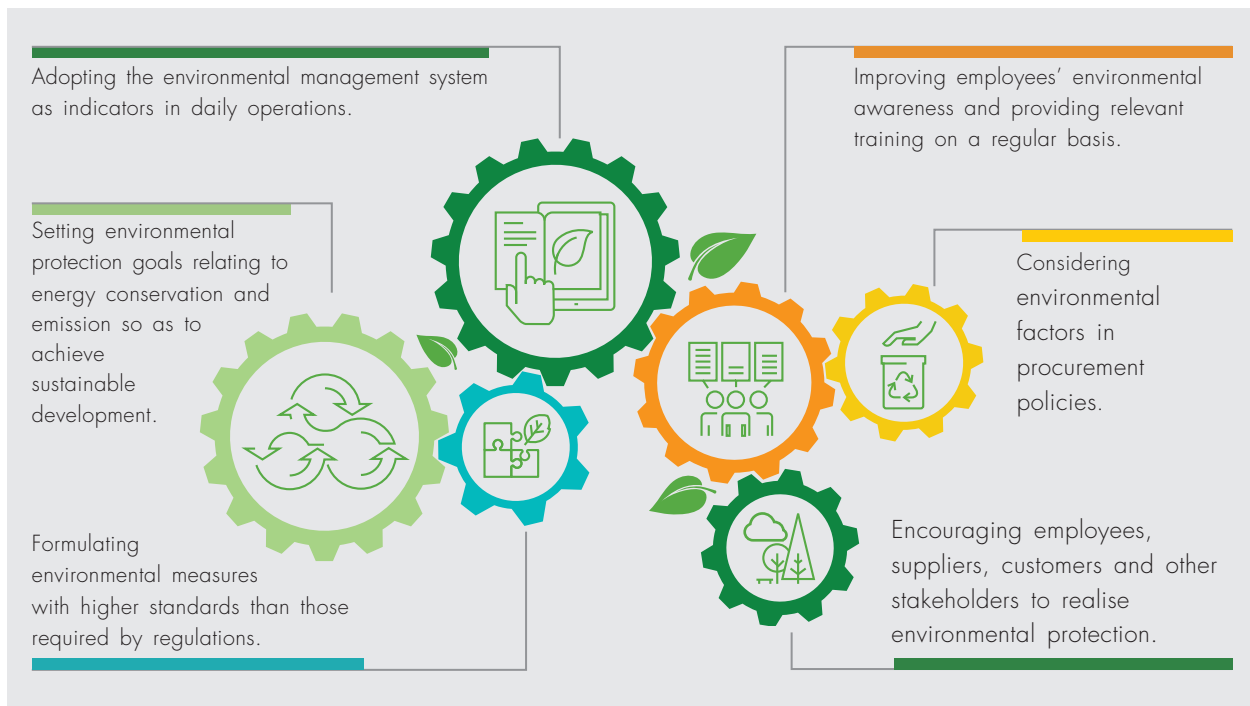 Adopting the environmental management system
as indicators in daily operations.
Improving employees’ environmental
awareness and providing relevant
training on a regular basis.
Setting environmental
protection goals relating to
energy conservation and
emission so as to
achieve
sustainable
development.
Considering
environmental
factors in
procurement
policies.
Formulating
environmental measures
with higher standards than those
required by regulations.
Encouraging employees,
suppliers, customers and other
stakeholders to realise
environmental protection.